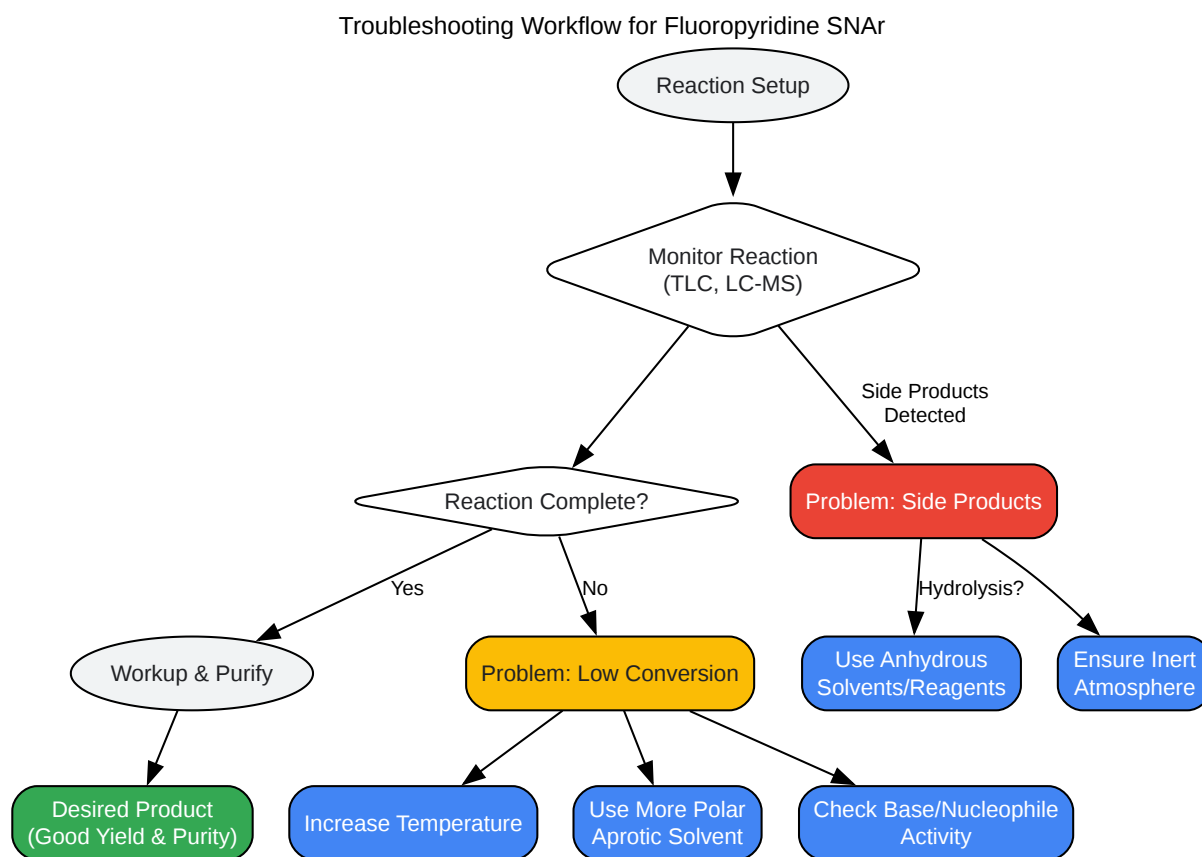 Troubleshooting Workflow for Fluoropyridine SNAr
Reaction Setup
Monitor Reaction
(TLC, LC-MS)
Side Products
Detected
Reaction Complete?
Problem: Side Products
Yes
No
Hydrolysis?
Workup & Purify
Problem: Low Conversion
Use Anhydrous
Solvents/Reagents
Ensure Inert
Atmosphere
Desired Product
(Good Yield & Purity)
Increase Temperature
Use More Polar
Aprotic Solvent
Check Base/Nucleophile
Activity